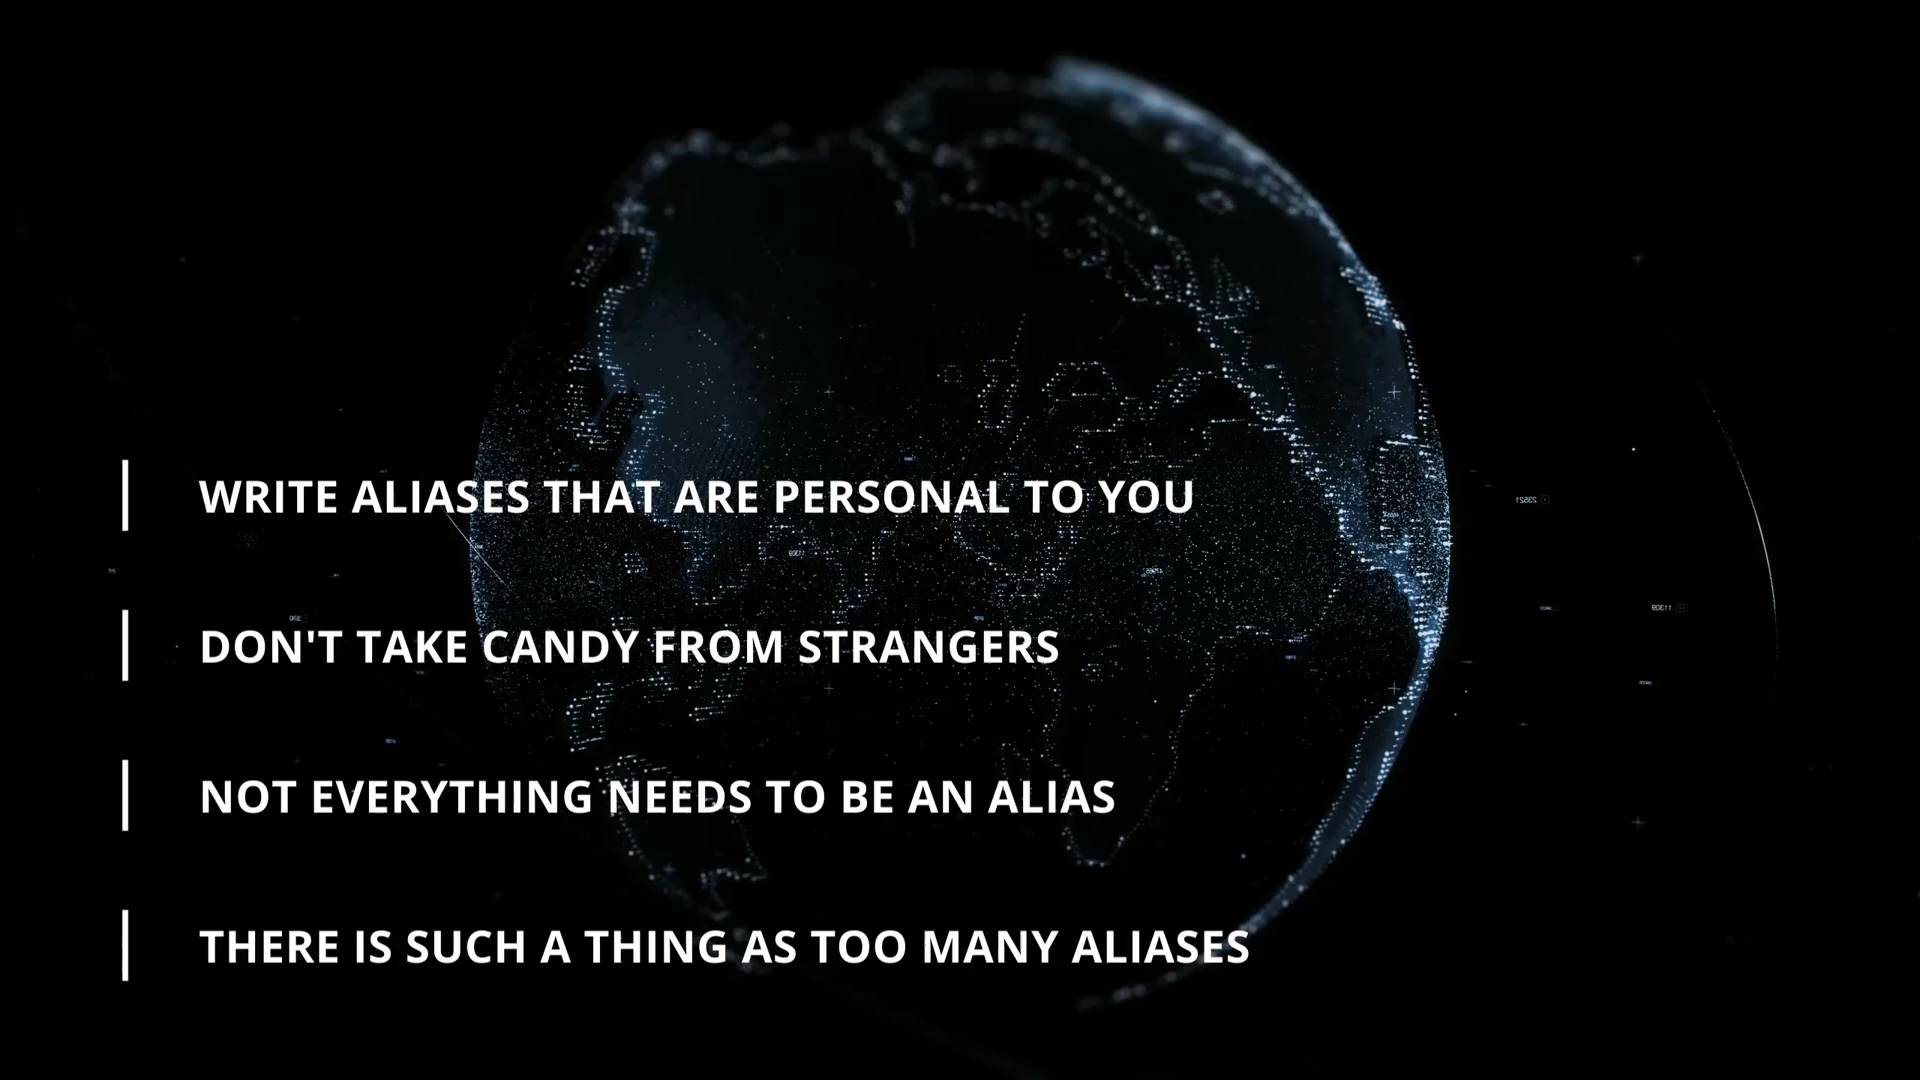 WRITE ALIASES THAT ARE PERSONAL TO YOU
DON'T TAKE CANDY FROM STRANGERS
NOT EVERYTHING NEEDS TO BE AN ALIAS
THERE IS SUCH A THING AS TOO MANY ALIASES